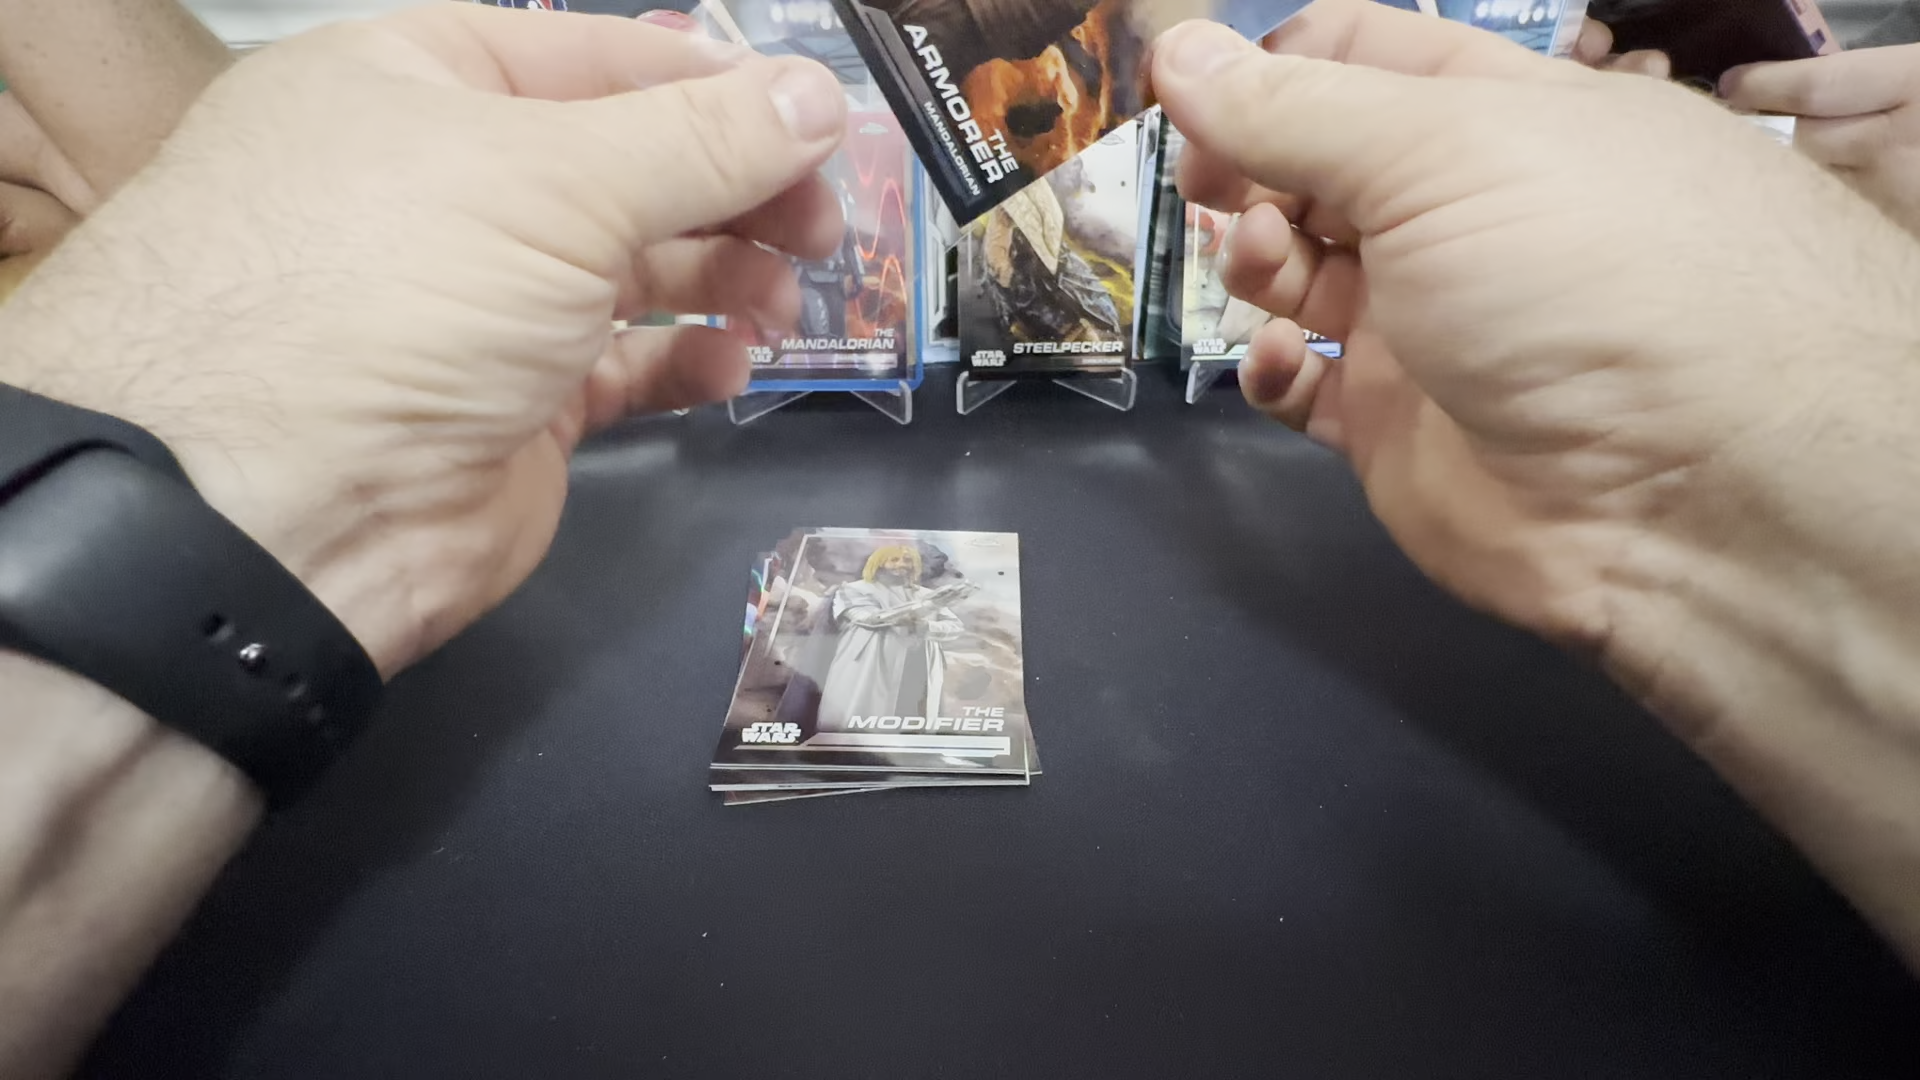 THE
ARMORER
MANDALORIAN
THE
MANDALORIAN
STAR
WARS
STEELPECKER
STAR
WARS
STAR
WARS
THE
MODIFIER
STAR
WARS